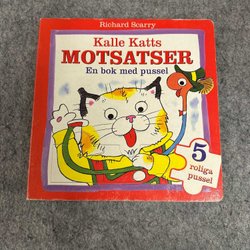 Richard Scarry
Kalle Katts
MOTSATSER
En bok med pussel
5
roliga
pussel